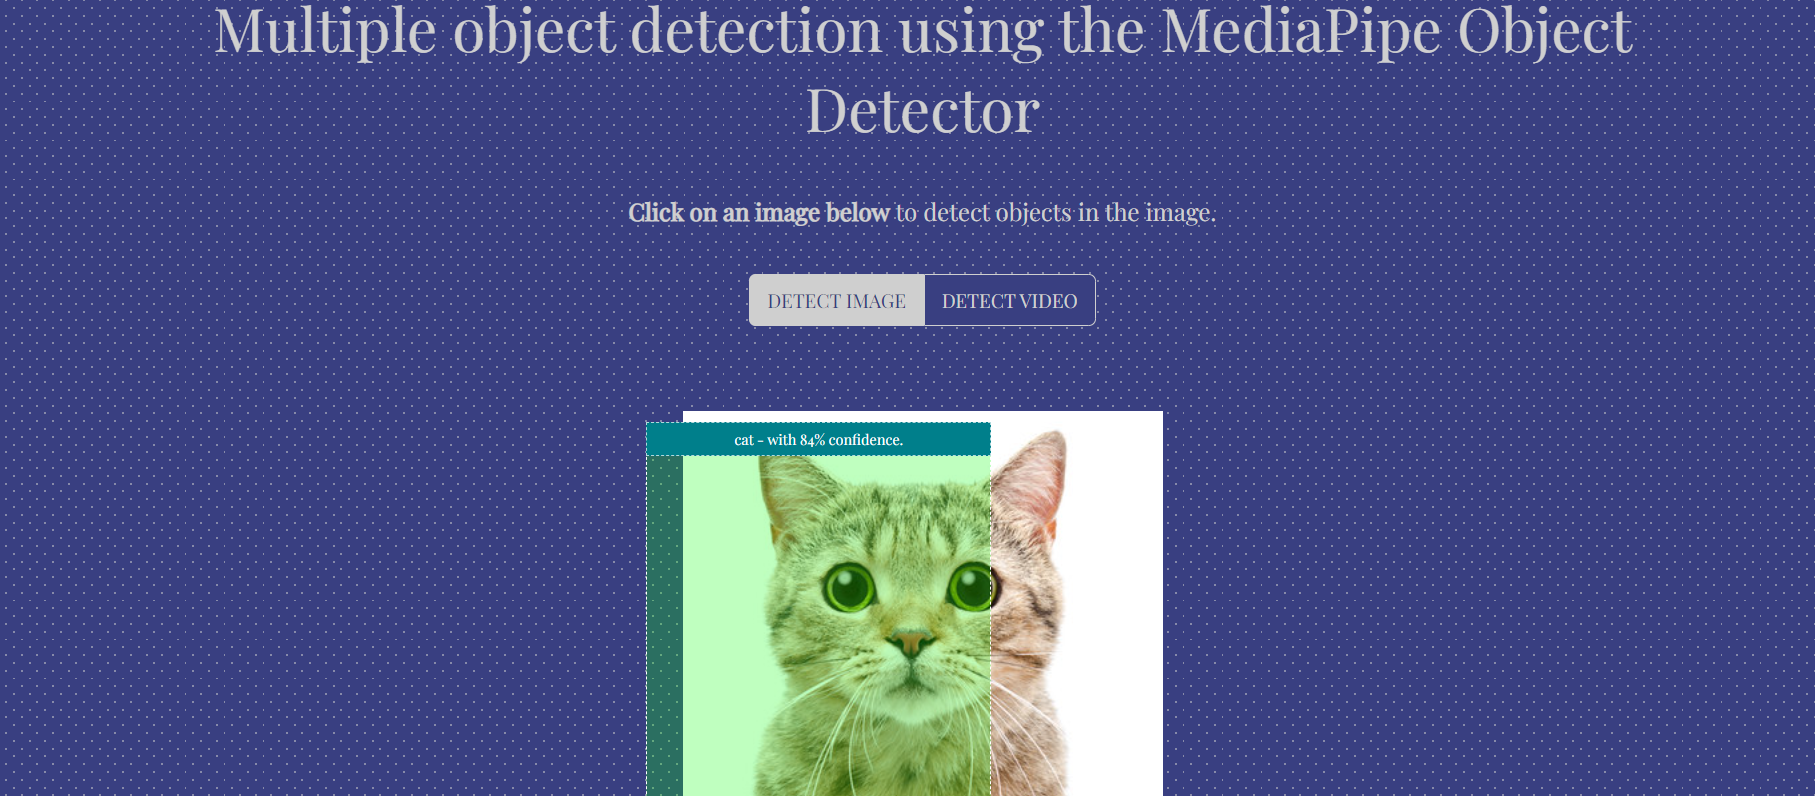 Multiple object detection using the MediaPipe Object
Detector
Click on an image below to detect objects in the image.
DETECT IMAGE DETECT VIDEO
cat - with 84% confidence.